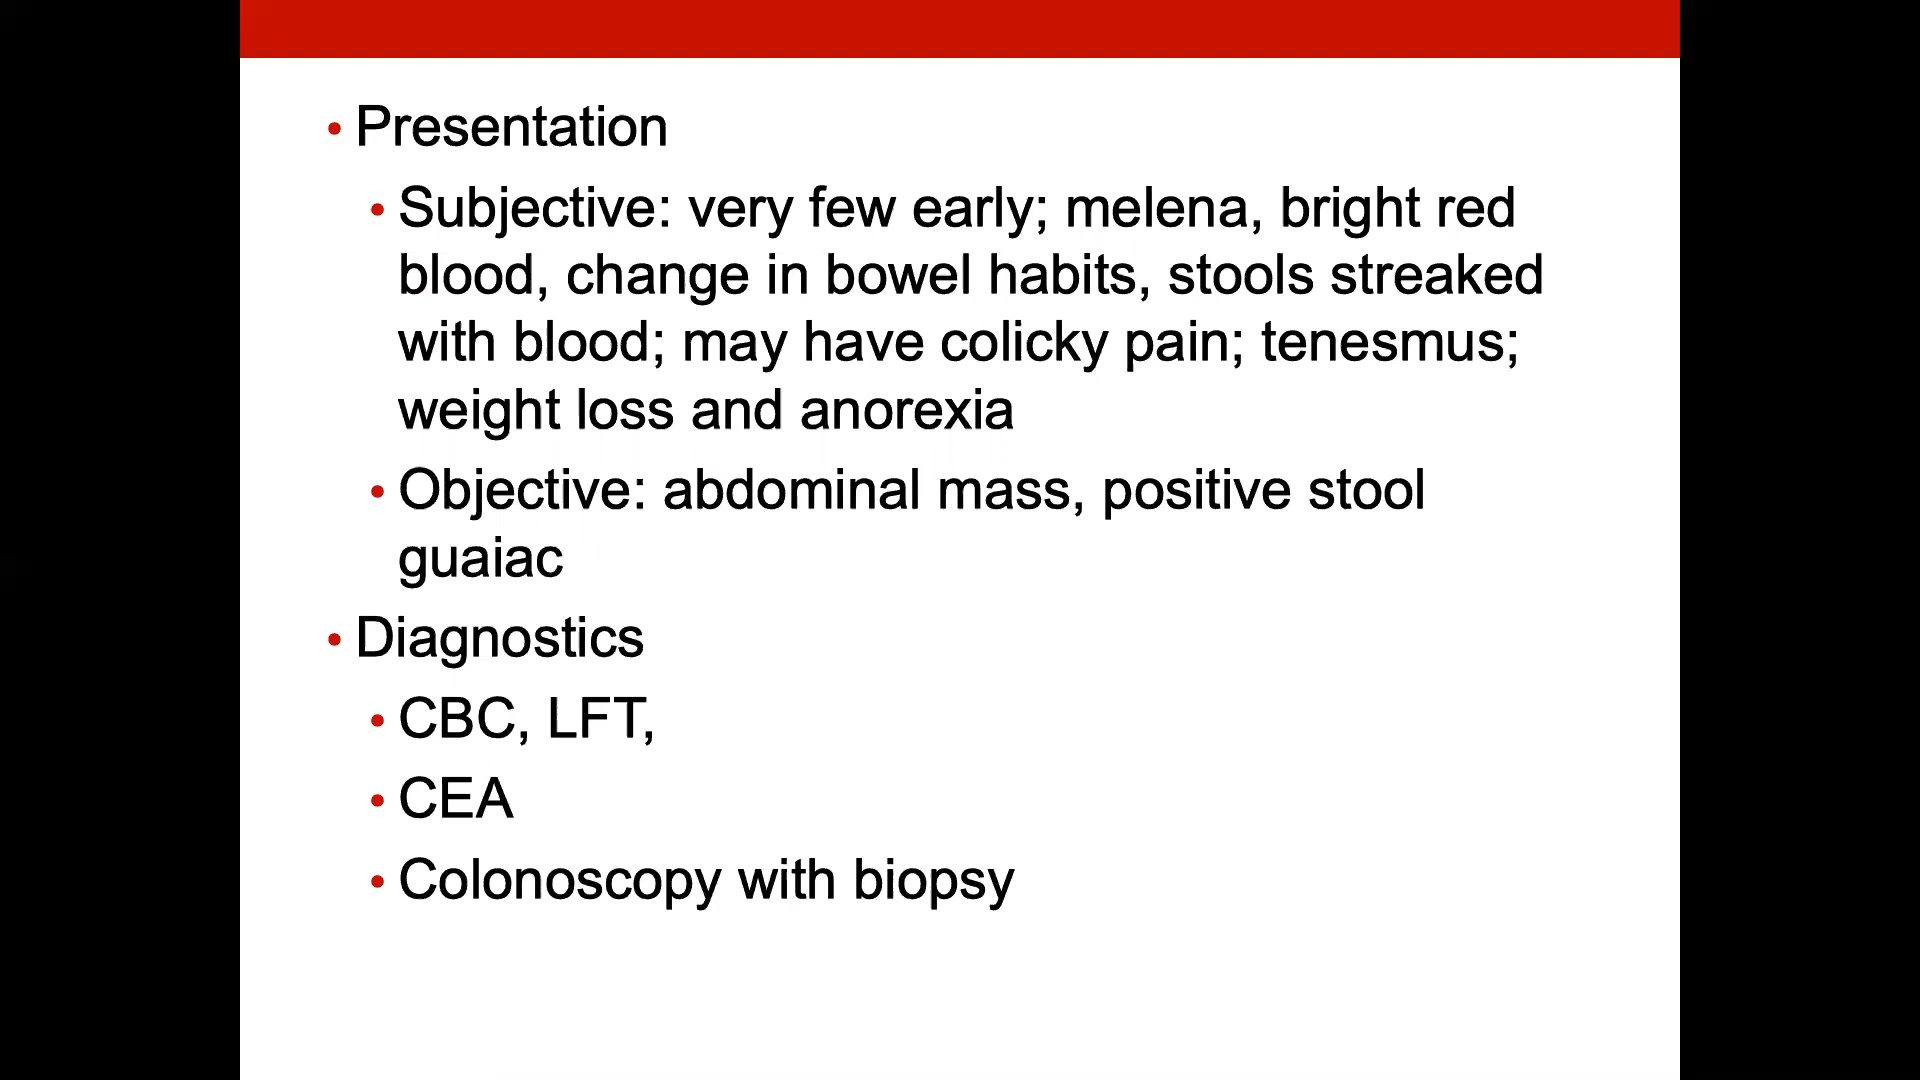 • Presentation
• Subjective: very few early; melena, bright red
blood, change in bowel habits, stools streaked
with blood; may have colicky pain; tenesmus;
weight loss and anorexia
• Objective: abdominal mass, positive stool
guaiac
• Diagnostics
• CBC, LFT,
• CEA
• Colonoscopy with biopsy